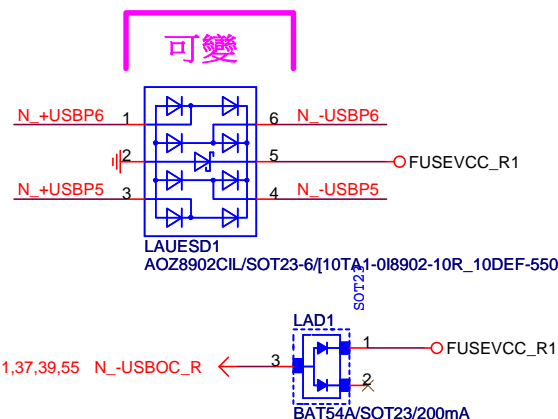 可變
N_+USBP6 1 6 N_-USBP6
2 5 FUSEVCC_R1
N_+USBP5 3 4 N_-USBP5
LAUESD1
AOZ8902CIL/SOT23-6/[10TA1-0I8902-10R_10DEF-550
SOT23
LAD1
1 FUSEVCC_R1
1,37,39,55 N_-USBOC_R 3
2
BAT54A/SOT23/200mA